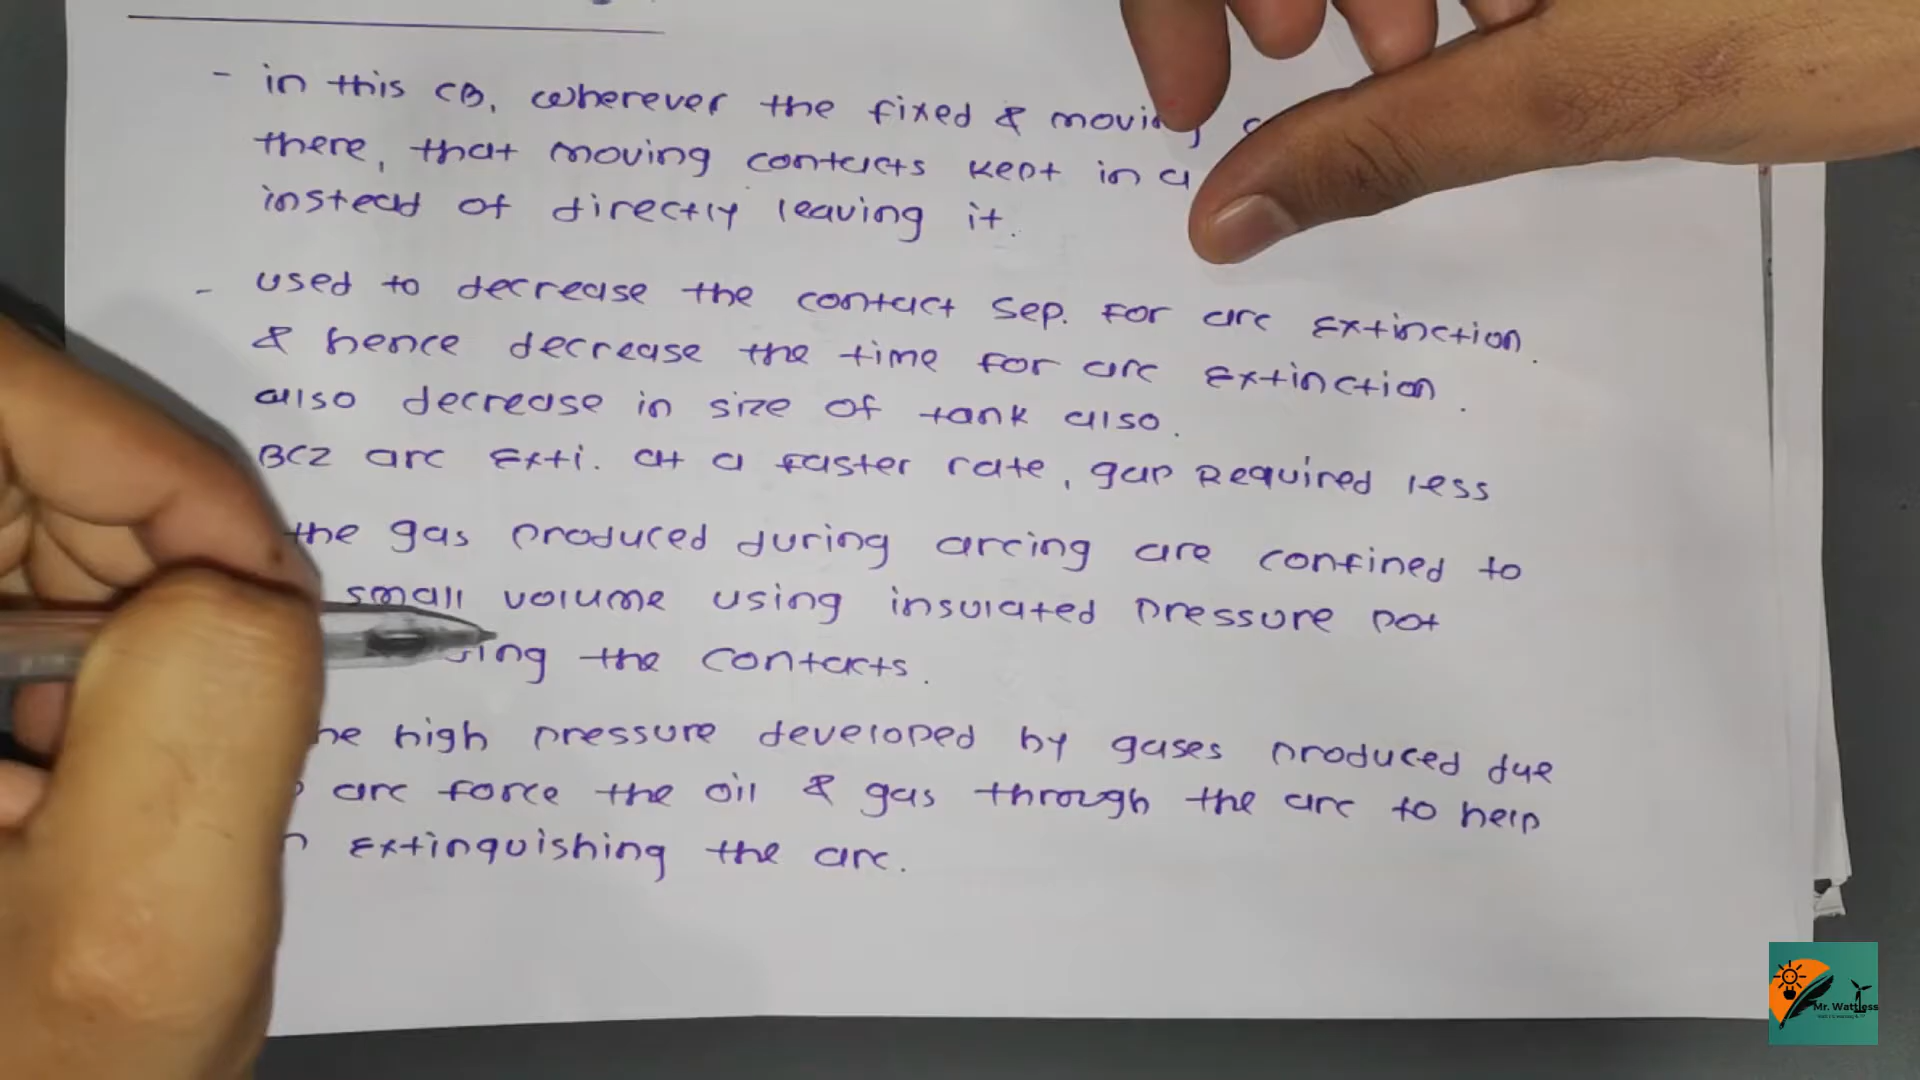 - in this CB, wherever the fixed & moving
there, that moving contacts kept in a
instead of directly leaving it.
- used to decrease the contact sep. for arc Extinction.
& hence decrease the time for arc Extinction.
also decrease in size of tank also.
BCZ arc Exti. at a faster rate, gap Required less
the gas produced during arcing are confined to
small volume using insulated pressure pot
the contacts.
high pressure developed by gases produced due
arc force the oil & gas through the arc to help
Extinquishing the arc.
Mr. Wattless